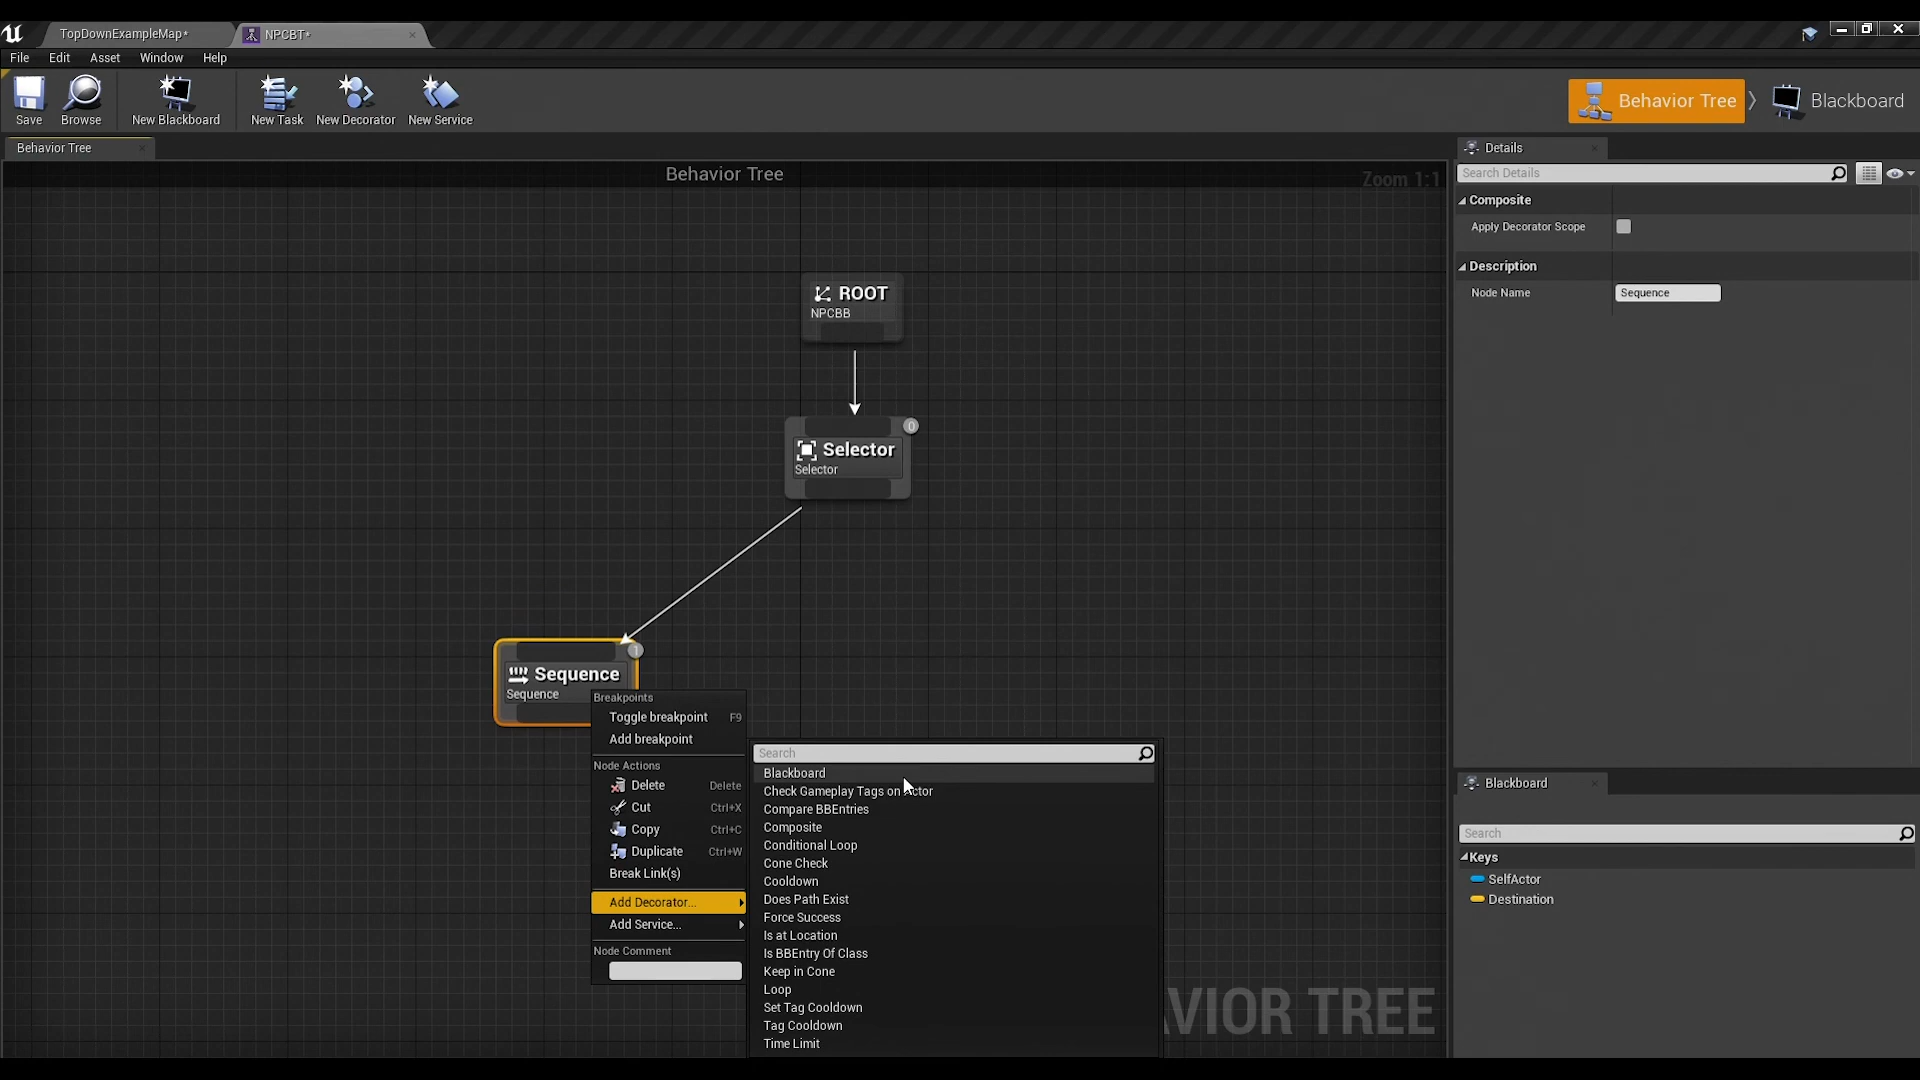 TopDownExampleMap*
NPCBT*
File Edit Asset Window Help
Save Browse New Blackboard New Task New Decorator New Service
Behavior Tree Blackboard
Behavior Tree
Behavior Tree
Zoom 1:1
ROOT
NPCBB
0
Selector
Selector
1
Sequence
Sequence
Breakpoints
Toggle breakpoint F9
Add breakpoint
Node Actions
Delete Delete
Cut Ctrl+X
Copy Ctrl+C
Duplicate Ctrl+W
Break Link(s)
Add Decorator...
Add Service...
Node Comment
Search
Blackboard
Check Gameplay Tags on Actor
Compare BBEntries
Composite
Conditional Loop
Cone Check
Cooldown
Does Path Exist
Force Success
Is at Location
Is BBEntry Of Class
Keep in Cone
Loop
Set Tag Cooldown
Tag Cooldown
Time Limit
VIOR TREE
Details
Search Details
Composite
Apply Decorator Scope
Description
Node Name Sequence
Blackboard
Search
Keys
SelfActor
Destination